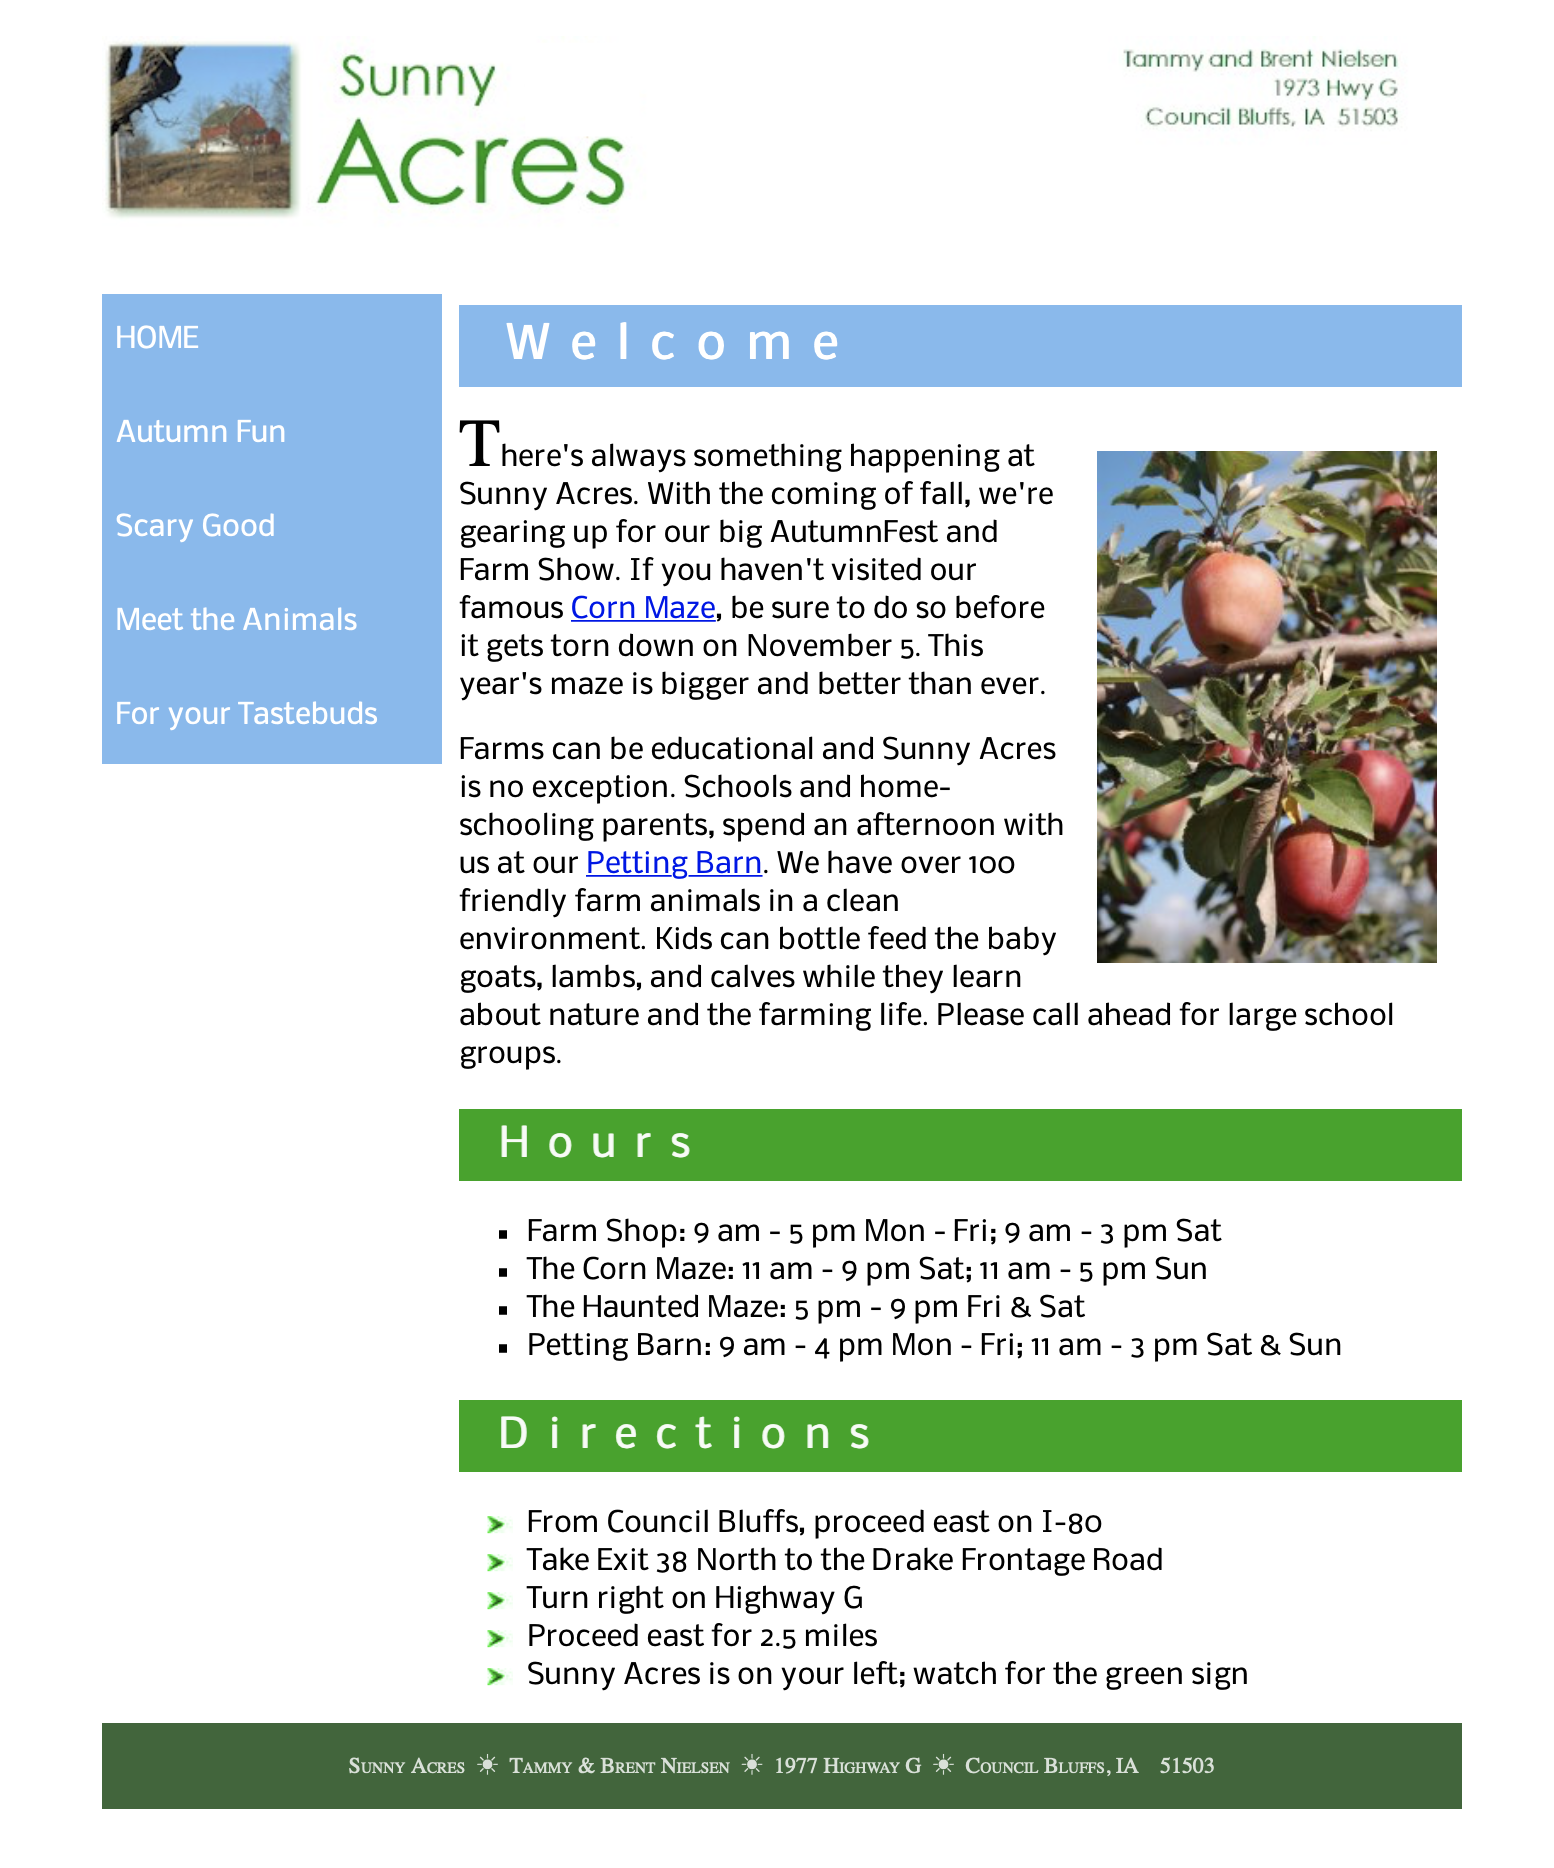 Sunny
Acres
Tammy and Brent Nielsen
1973 Hwy G
Council Bluffs, IA 51503
HOME
Autumn Fun
Scary Good
Meet the Animals
For your Tastebuds
Welcome
There's always something happening at
Sunny Acres. With the coming of fall, we're
gearing up for our big AutumnFest and
Farm Show. If you haven't visited our
famous Corn Maze, be sure to do so before
it gets torn down on November 5. This
year's maze is bigger and better than ever.
Farms can be educational and Sunny Acres
is no exception. Schools and home-
schooling parents, spend an afternoon with
us at our Petting Barn. We have over 100
friendly farm animals in a clean
environment. Kids can bottle feed the baby
goats, lambs, and calves while they learn
about nature and the farming life. Please call ahead for large school
groups.
Hours
▪ Farm Shop: 9 am - 5 pm Mon - Fri; 9 am - 3 pm Sat
▪ The Corn Maze: 11 am - 9 pm Sat; 11 am - 5 pm Sun
▪ The Haunted Maze: 5 pm - 9 pm Fri & Sat
▪ Petting Barn: 9 am - 4 pm Mon - Fri; 11 am - 3 pm Sat & Sun
Directions
From Council Bluffs, proceed east on I-80
Take Exit 38 North to the Drake Frontage Road
Turn right on Highway G
Proceed east for 2.5 miles
Sunny Acres is on your left; watch for the green sign
Sunny Acres ☀ Tammy & Brent Nielsen ☀ 1977 Highway G ☀ Council Bluffs, IA 51503